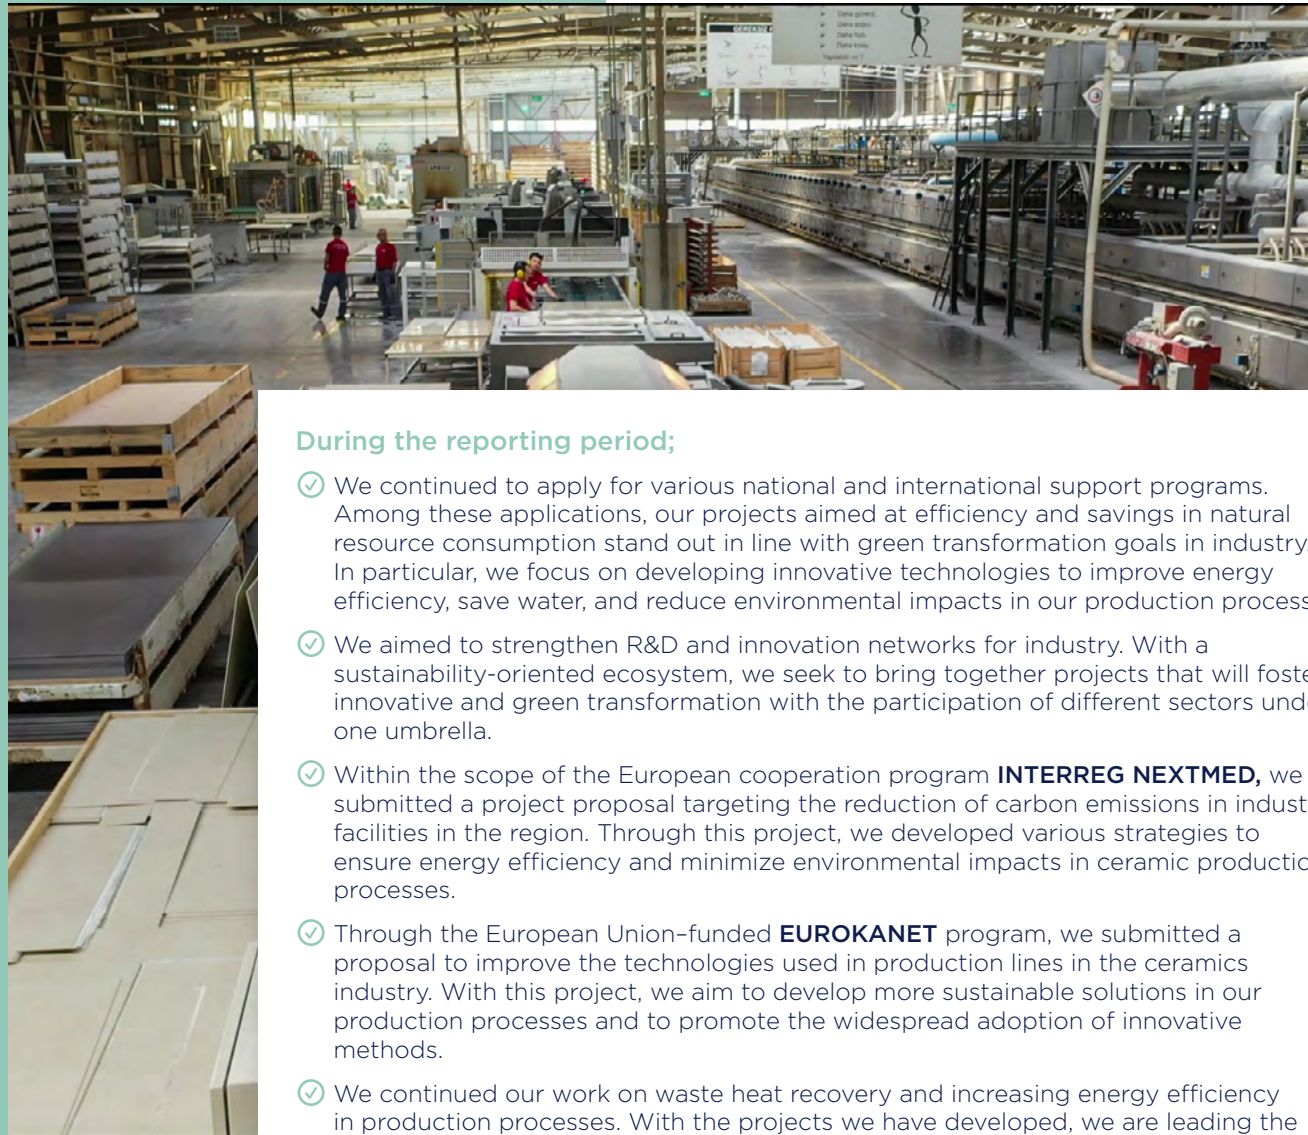 Daha güvenli,
Daha doğru,
Daha hızlı,
Daha kolay,
During the reporting period;
We continued to apply for various national and international support programs.
Among these applications, our projects aimed at efficiency and savings in natural
resource consumption stand out in line with green transformation goals in industry.
In particular, we focus on developing innovative technologies to improve energy
efficiency, save water, and reduce environmental impacts in our production process
We aimed to strengthen R&D and innovation networks for industry. With a
sustainability-oriented ecosystem, we seek to bring together projects that will foste
innovative and green transformation with the participation of different sectors und
one umbrella.
Within the scope of the European cooperation program INTERREG NEXTMED, we
submitted a project proposal targeting the reduction of carbon emissions in indust
facilities in the region. Through this project, we developed various strategies to
ensure energy efficiency and minimize environmental impacts in ceramic productio
processes.
Through the European Union–funded EUROKANET program, we submitted a
proposal to improve the technologies used in production lines in the ceramics
industry. With this project, we aim to develop more sustainable solutions in our
production processes and to promote the widespread adoption of innovative
methods.
We continued our work on waste heat recovery and increasing energy efficiency
in production processes. With the projects we have developed, we are leading the